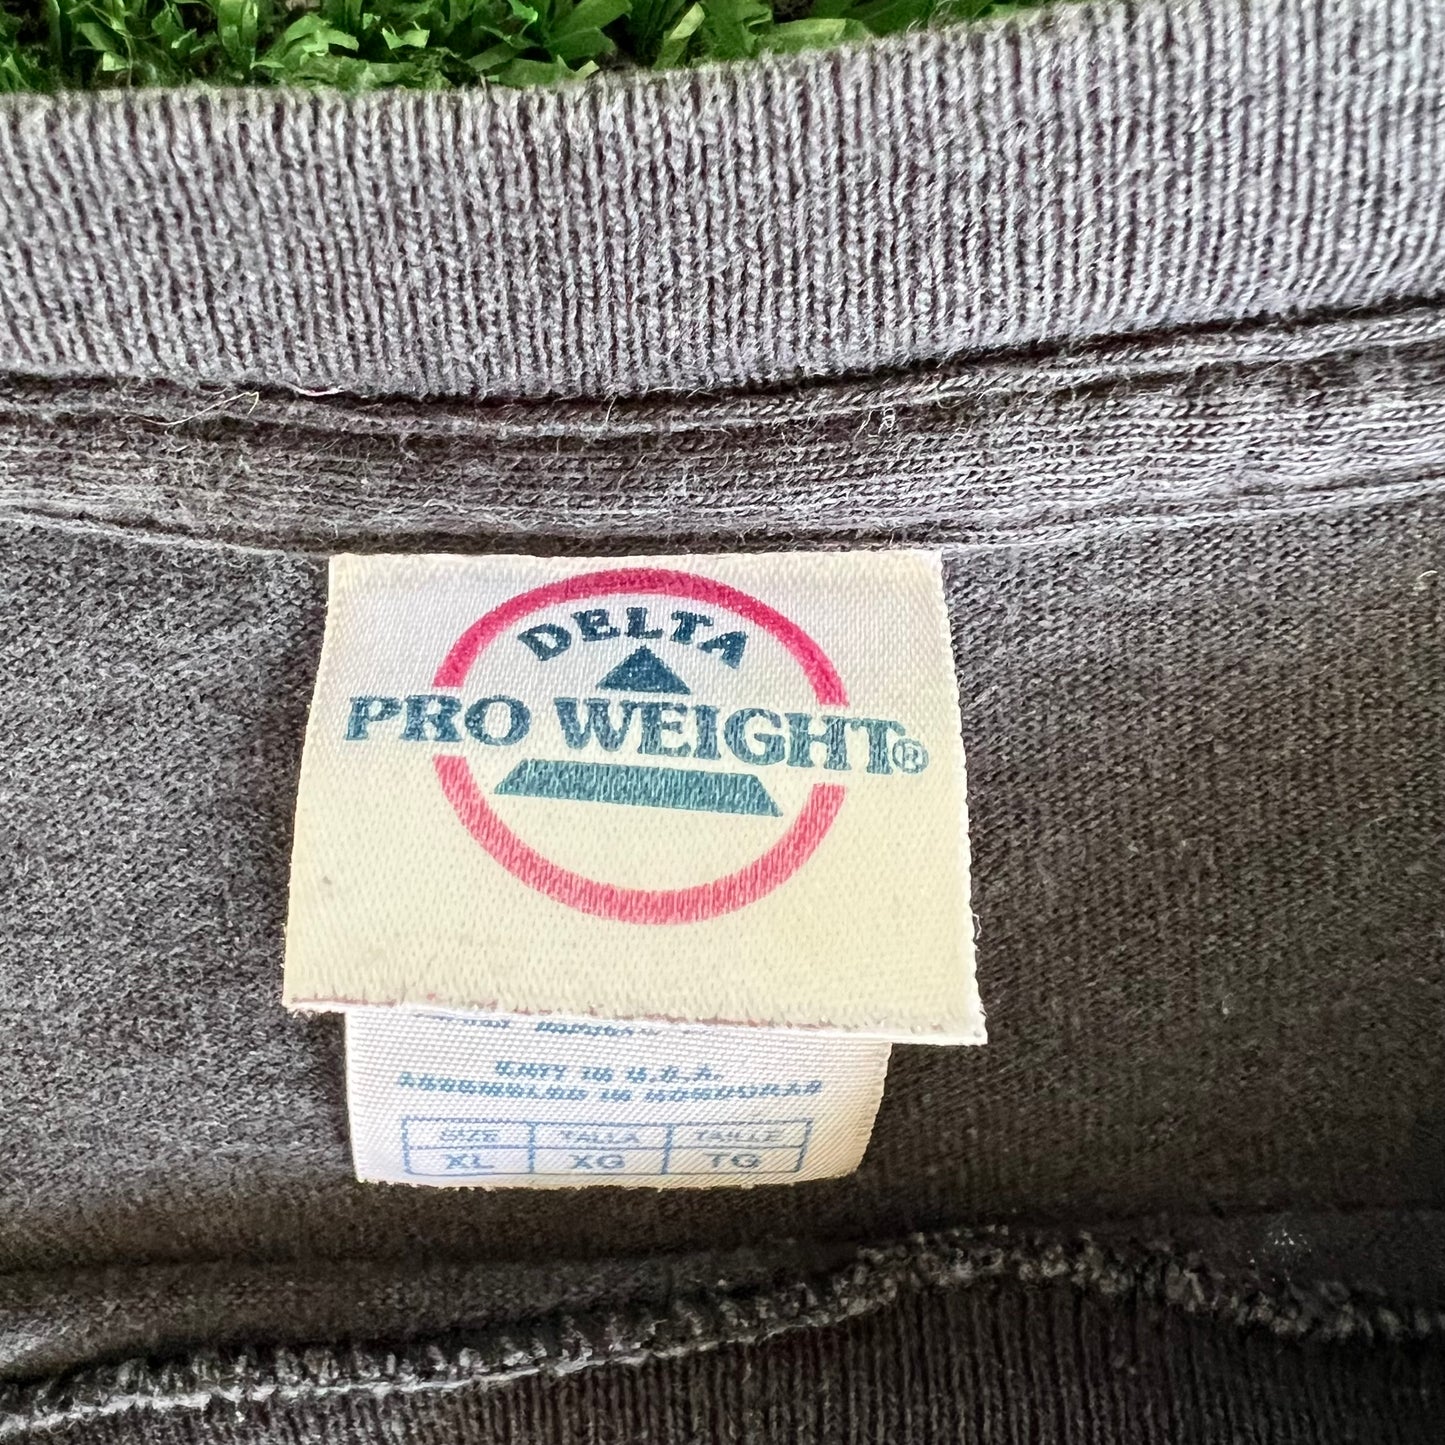 DELTA
PRO WEIGHT®
KNIT IN U.S.A.
ASSEMBLED IN HONDURAS
SIZE TALLA TAILLE
XL XG TG